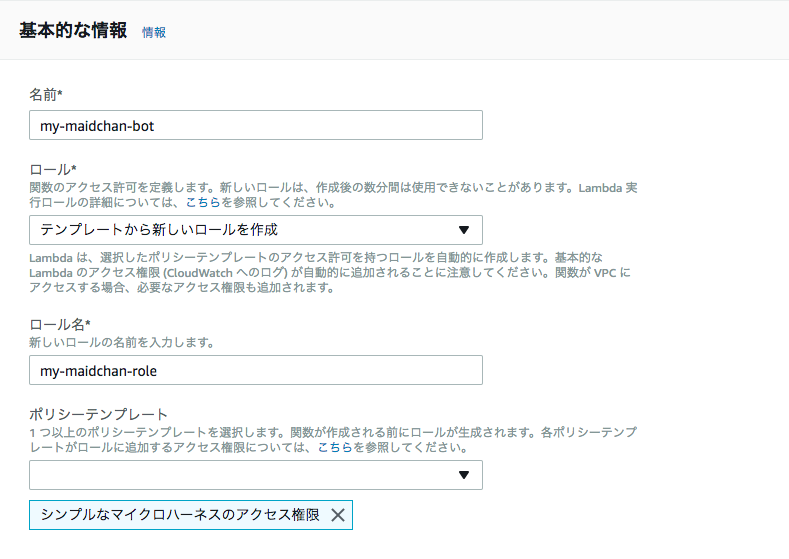 基本的な情報 情報
名前*
my-maidchan-bot
ロール*
関数のアクセス許可を定義します。新しいロールは、作成後の数分間は使用できないことがあります。Lambda 実
行ロールの詳細については、こちらを参照してください。
テンプレートから新しいロールを作成
Lambda は、選択したポリシーテンプレートのアクセス許可を持つロールを自動的に作成します。基本的な
Lambda のアクセス権限 (CloudWatch へのログ) が自動的に追加されることに注意してください。関数が VPC に
アクセスする場合、必要なアクセス権限も追加されます。
ロール名*
新しいロールの名前を入力します。
my-maidchan-role
ポリシーテンプレート
1 つ以上のポリシーテンプレートを選択します。関数が作成される前にロールが生成されます。各ポリシーテンプ
レートがロールに追加するアクセス権限については、こちらを参照してください。
シンプルなマイクロハーネスのアクセス権限